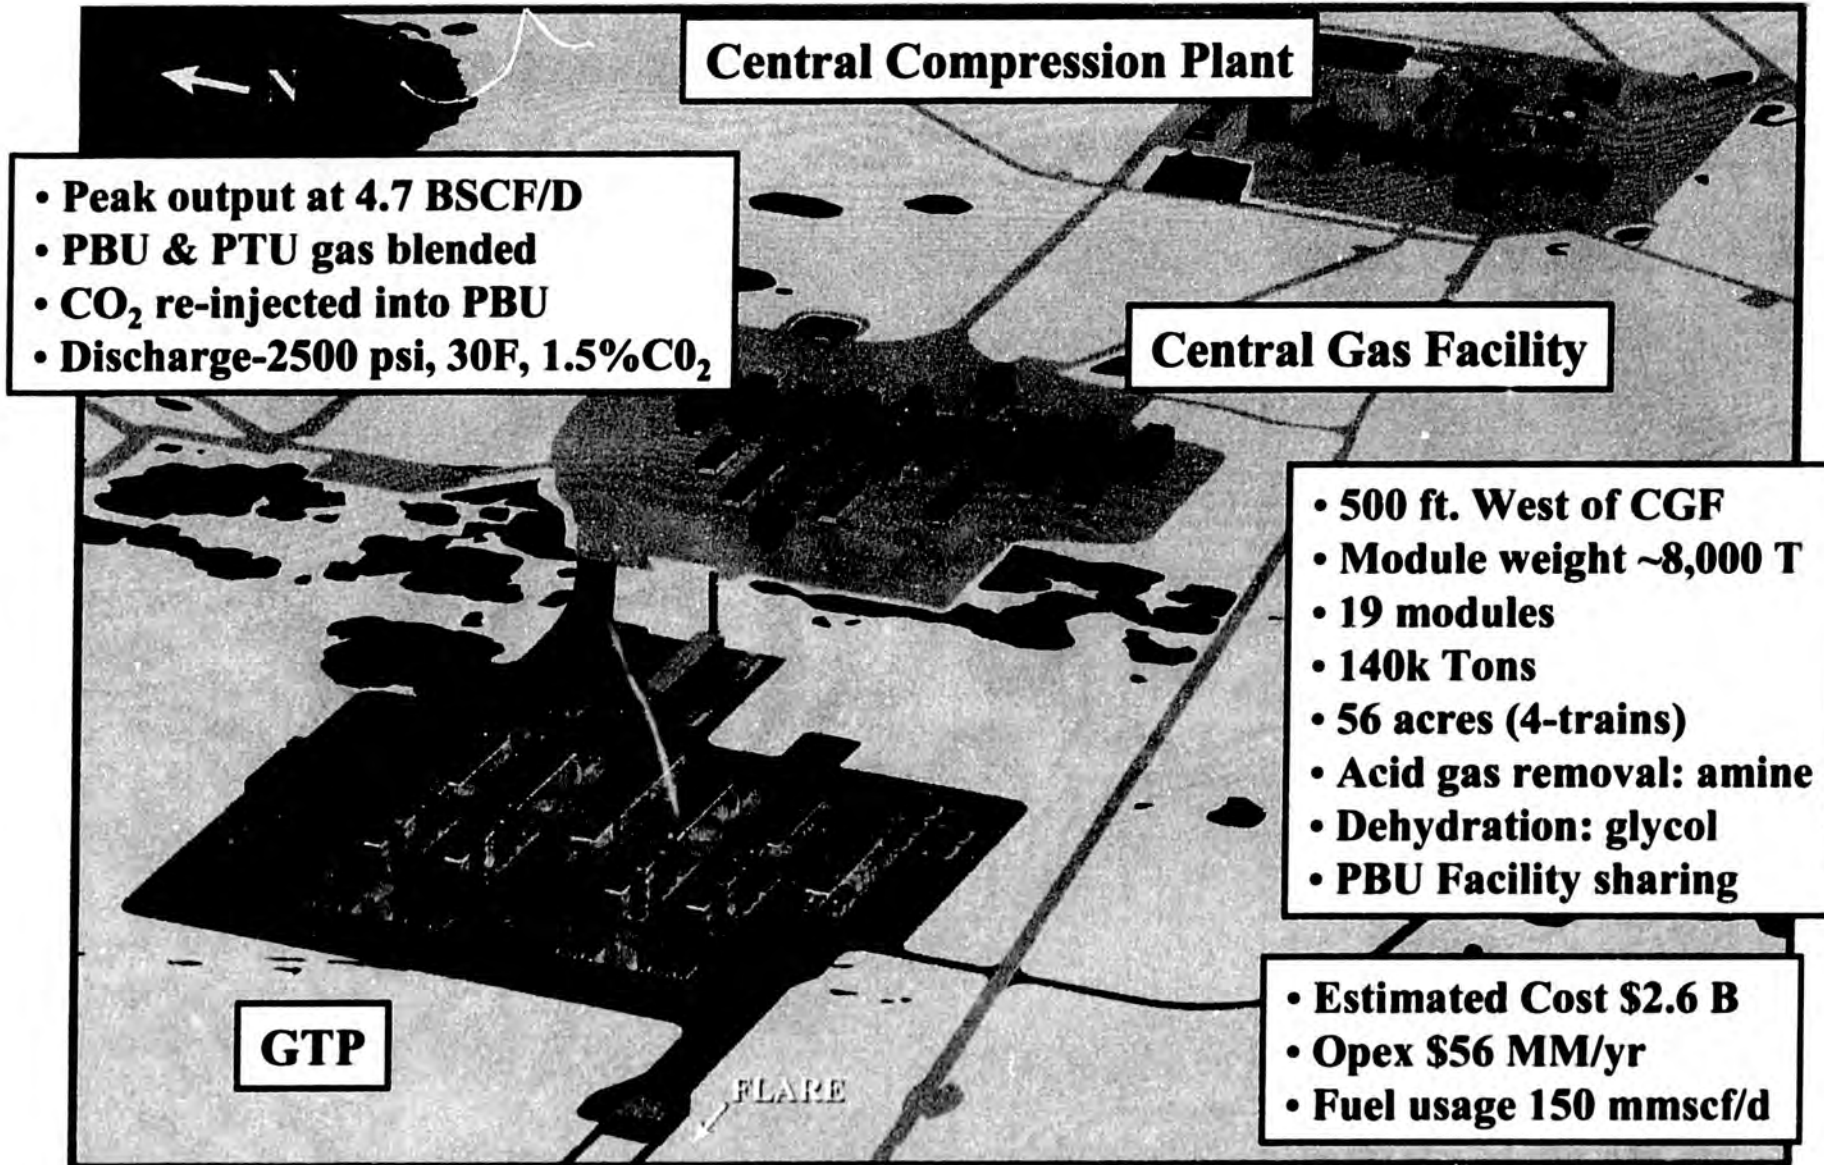 Central Compression Plant
N
• Peak output at 4.7 BSCF/D
• PBU & PTU gas blended
• CO₂ re-injected into PBU
• Discharge-2500 psi, 30F, 1.5%C0₂
Central Gas Facility
• 500 ft. West of CGF
• Module weight ~8,000 T
• 19 modules
• 140k Tons
• 56 acres (4-trains)
• Acid gas removal: amine
• Dehydration: glycol
• PBU Facility sharing
GTP
• Estimated Cost $2.6 B
• Opex $56 MM/yr
• Fuel usage 150 mmscf/d
FLARE